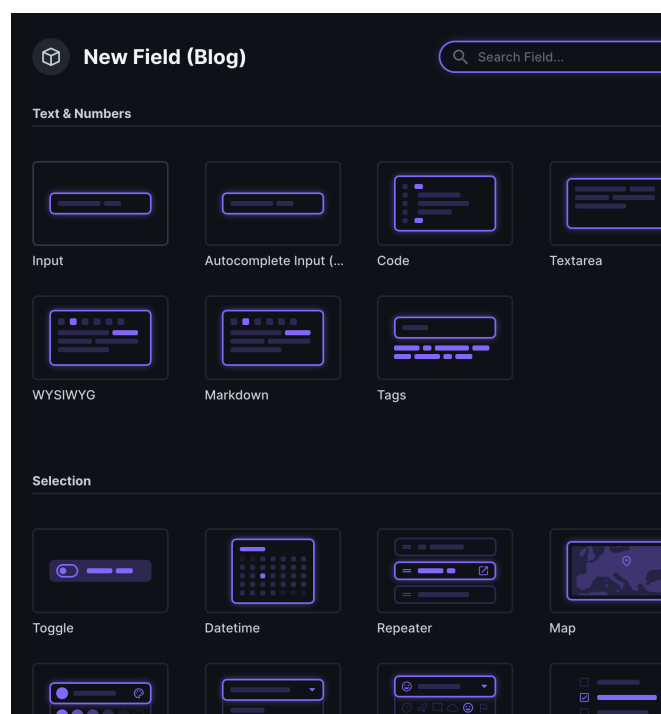 New Field (Blog)
Search Field...
Text & Numbers
Input
Autocomplete Input (...
Code
Textarea
WYSIWYG
Markdown
Tags
Selection
Toggle
Datetime
Repeater
Map